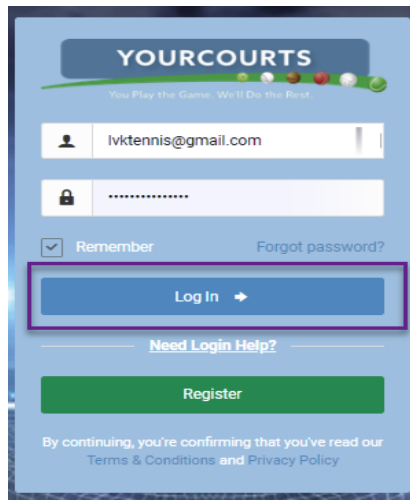 YOURCOURTS
You Play the Game. We'll Do the Rest.
lvktennis@gmail.com
Remember Forgot password?
Log In
Need Login Help?
Register
By continuing, you're confirming that you've read our
Terms & Conditions and Privacy Policy